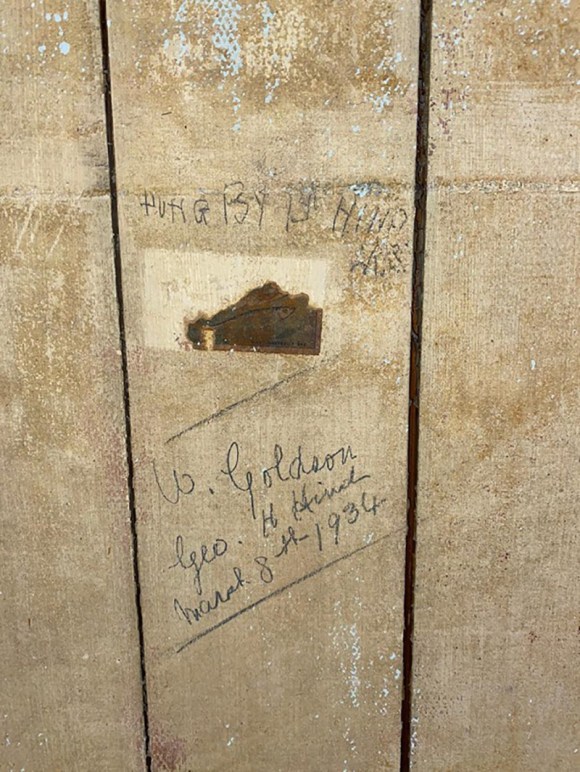 HUNG BY
W. Goldson
Geo. H Hind
March 8th 1934